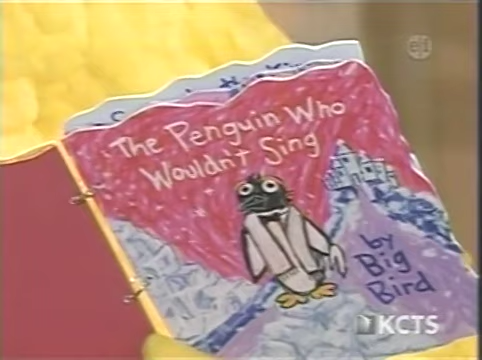 The Penguin Who
Wouldn't Sing
by
Big
Bird
KCTS